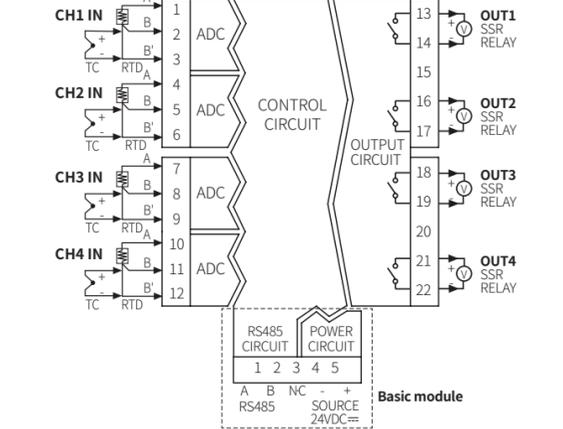 A
CH1 IN
1
B
2
ADC
+
-
B'
3
TC
RTD
A
4
CH2 IN
B
5
ADC
+
-
B'
6
TC
RTD
A
7
CH3 IN
B
8
ADC
+
-
B'
9
TC
RTD
A
10
CH4 IN
B
11
ADC
+
-
B'
12
TC
RTD
CONTROL
CIRCUIT
OUTPUT
CIRCUIT
13
14
15
16
17
18
19
20
21
22
+
-
V
OUT1
SSR
RELAY
+
-
V
OUT2
SSR
RELAY
+
-
V
OUT3
SSR
RELAY
+
-
V
OUT4
SSR
RELAY
RS485
CIRCUIT
POWER
CIRCUIT
1 2 3 4 5
A B N·C - +
RS485
SOURCE
24VDC⎓
Basic module